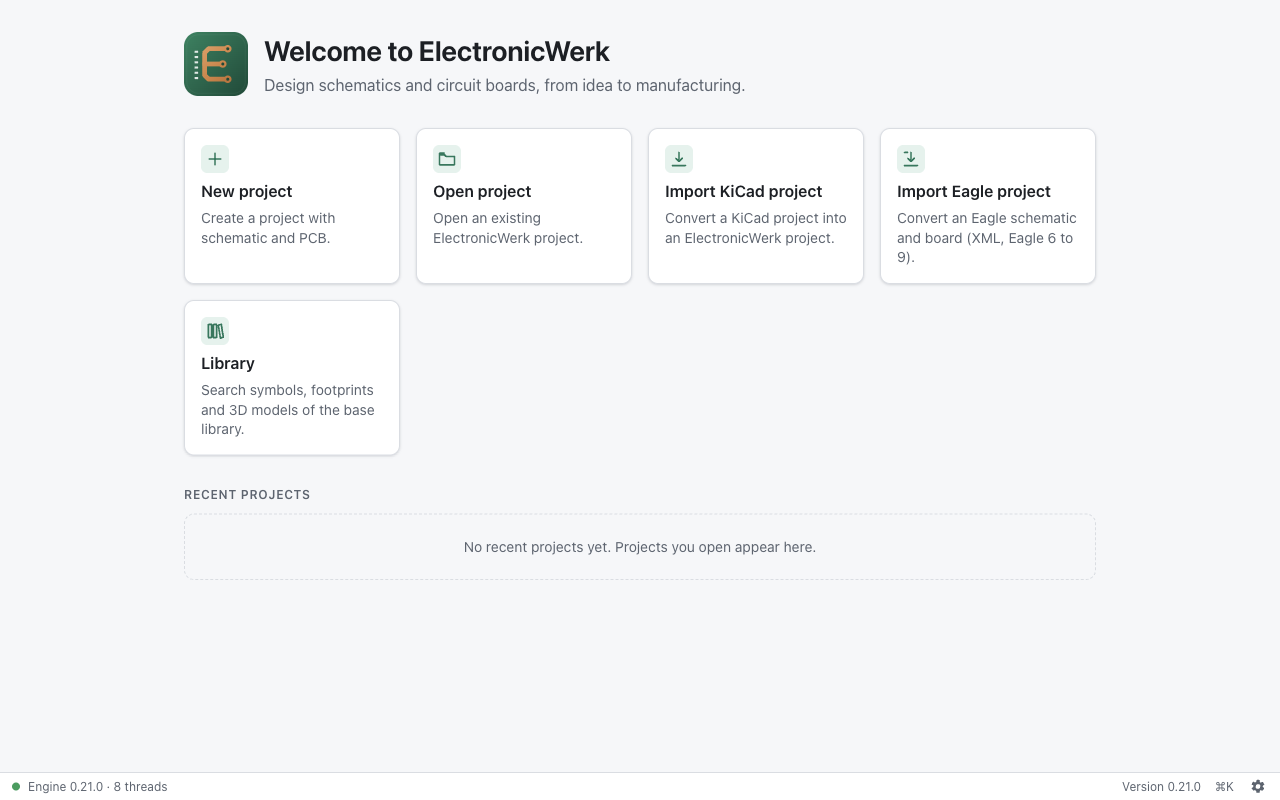 Welcome to ElectronicWerk
Design schematics and circuit boards, from idea to manufacturing.
New project
Create a project with
schematic and PCB.
Open project
Open an existing
ElectronicWerk project.
Import KiCad project
Convert a KiCad project into
an ElectronicWerk project.
Import Eagle project
Convert an Eagle schematic
and board (XML, Eagle 6 to
9).
Library
Search symbols, footprints
and 3D models of the base
library.
RECENT PROJECTS
No recent projects yet. Projects you open appear here.
Engine 0.21.0 · 8 threads
Version 0.21.0
⌘K